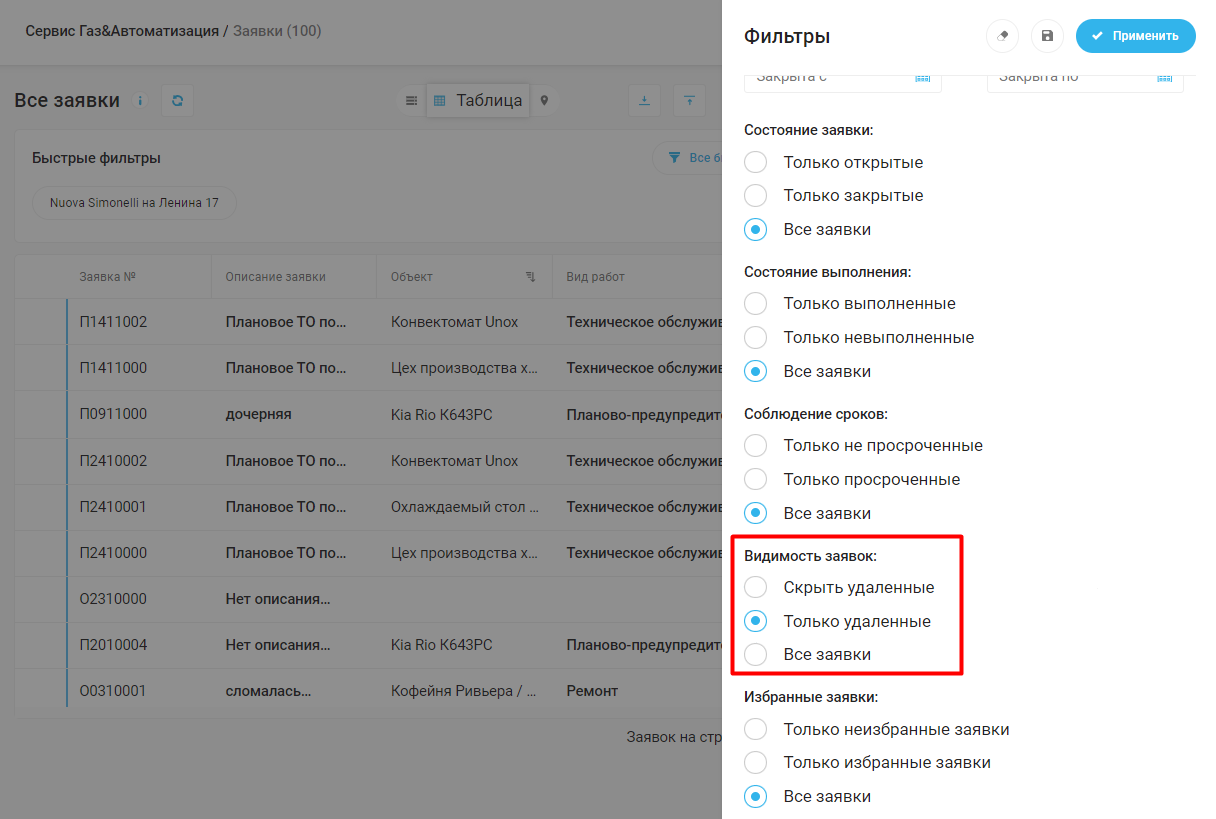 Сервис Газ&Автоматизация / Заявки (100)
Все заявки
Таблица
Быстрые фильтры
Все б
Nuova Simonelli на Ленина 17
Заявка № Описание заявки Объект Вид работ
П1411002 Плановое ТО по... Конвектомат Unox Техническое обслужив
П1411000 Плановое ТО по... Цех производства х... Техническое обслужив
П0911000 дочерняя Kia Rio К643РС Планово-предупредите
П2410002 Плановое ТО по... Конвектомат Unox Техническое обслужив
П2410001 Плановое ТО по... Охлаждаемый стол ... Техническое обслужив
П2410000 Плановое ТО по... Цех производства х... Техническое обслужив
О2310000 Нет описания...
П2010004 Нет описания... Kia Rio К643РС Планово-предупредите
О0310001 сломалась... Кофейня Ривьера / ... Ремонт
Заявок на стр
Фильтры
Применить
Закрыта с Закрыта по
Состояние заявки:
Только открытые
Только закрытые
Все заявки
Состояние выполнения:
Только выполненные
Только невыполненные
Все заявки
Соблюдение сроков:
Только не просроченные
Только просроченные
Все заявки
Видимость заявок:
Скрыть удаленные
Только удаленные
Все заявки
Избранные заявки:
Только неизбранные заявки
Только избранные заявки
Все заявки